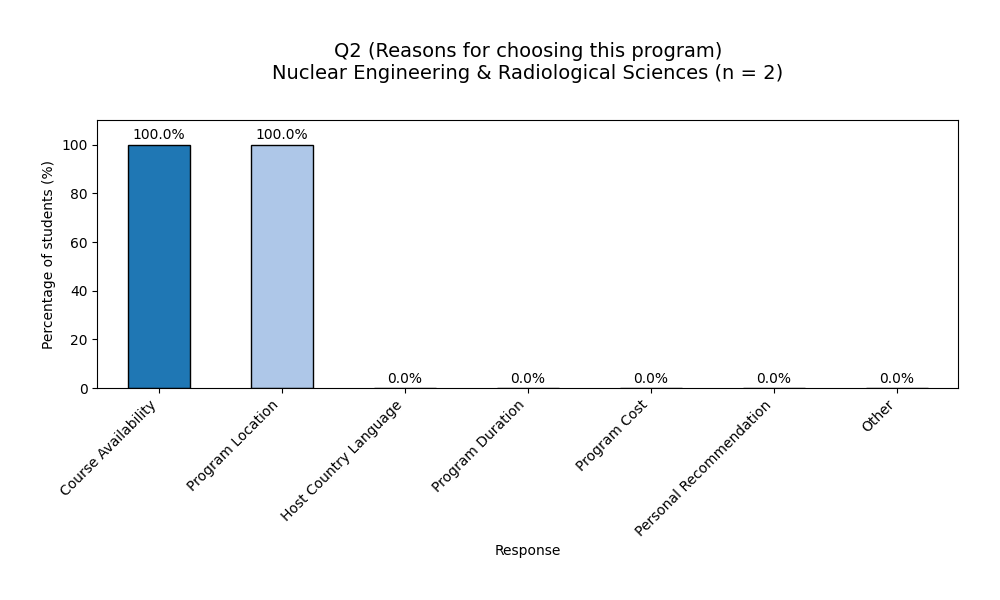 Q2 (Reasons for choosing this program)
Nuclear Engineering & Radiological Sciences (n = 2)
Percentage of students (%)
100
80
60
40
20
0
100.0%
100.0%
0.0%
0.0%
0.0%
0.0%
0.0%
Course Availability
Program Location
Host Country Language
Program Duration
Program Cost
Personal Recommendation
Other
Response